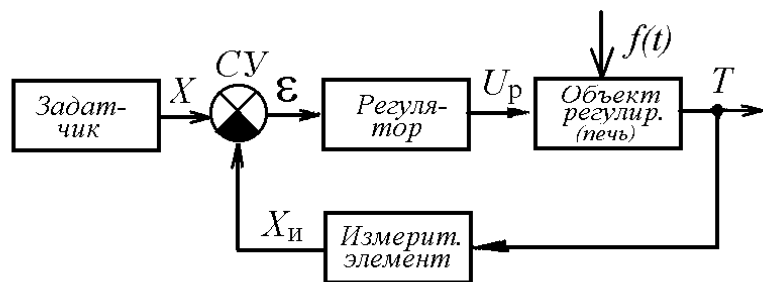 f(t)
СУ
Задат-
чик
X
ε
Регуля-
тор
Uр
Объект
регулир.
(печь)
T
Xи
Измерит.
элемент